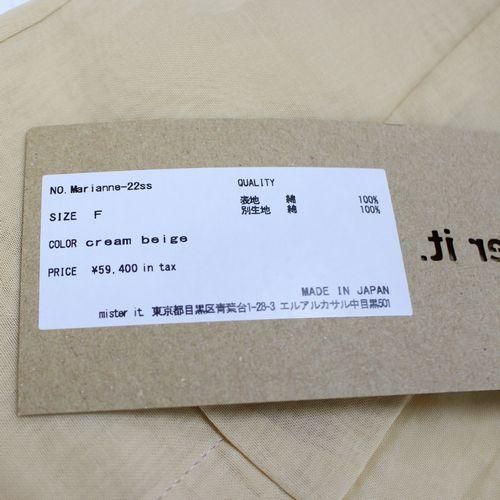 NO. Marianne-22ss
QUALITY
表地 綿 100%
別生地 綿 100%
SIZE F
COLOR cream beige
PRICE ¥59,400 in tax
MADE IN JAPAN
mister it. 東京都目黒区青葉台1-28-3 エルアルカサル中目黒501
er it.